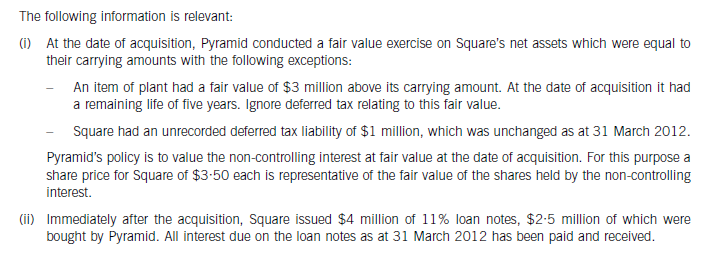 The following information is relevant:
(i) At the date of acquisition, Pyramid conducted a fair value exercise on Square's net assets which were equal to
their carrying amounts with the following exceptions:
– An item of plant had a fair value of $3 million above its carrying amount. At the date of acquisition it had
a remaining life of five years. Ignore deferred tax relating to this fair value.
– Square had an unrecorded deferred tax liability of $1 million, which was unchanged as at 31 March 2012.
Pyramid's policy is to value the non-controlling interest at fair value at the date of acquisition. For this purpose a
share price for Square of $3·50 each is representative of the fair value of the shares held by the non-controlling
interest.
(ii) Immediately after the acquisition, Square issued $4 million of 11% loan notes, $2·5 million of which were
bought by Pyramid. All interest due on the loan notes as at 31 March 2012 has been paid and received.